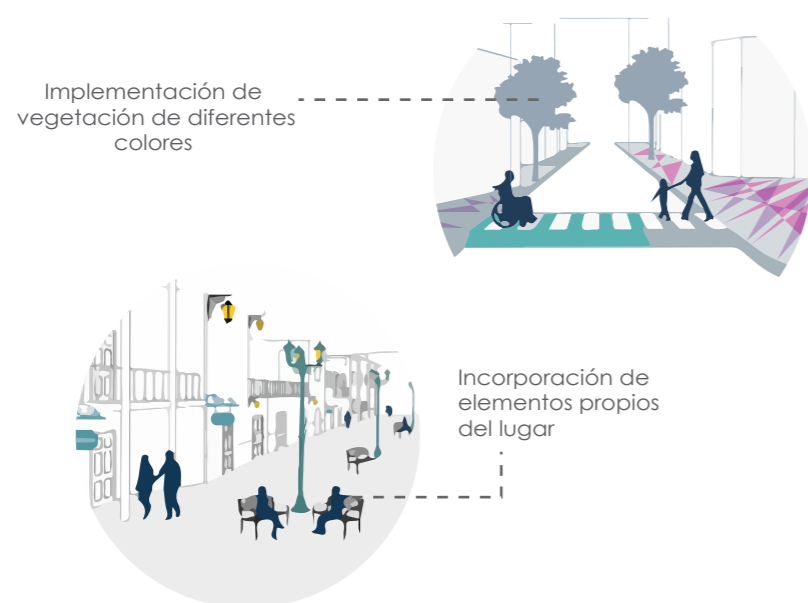 Implementación de
vegetación de diferentes
colores
Incorporación de
elementos propios
del lugar